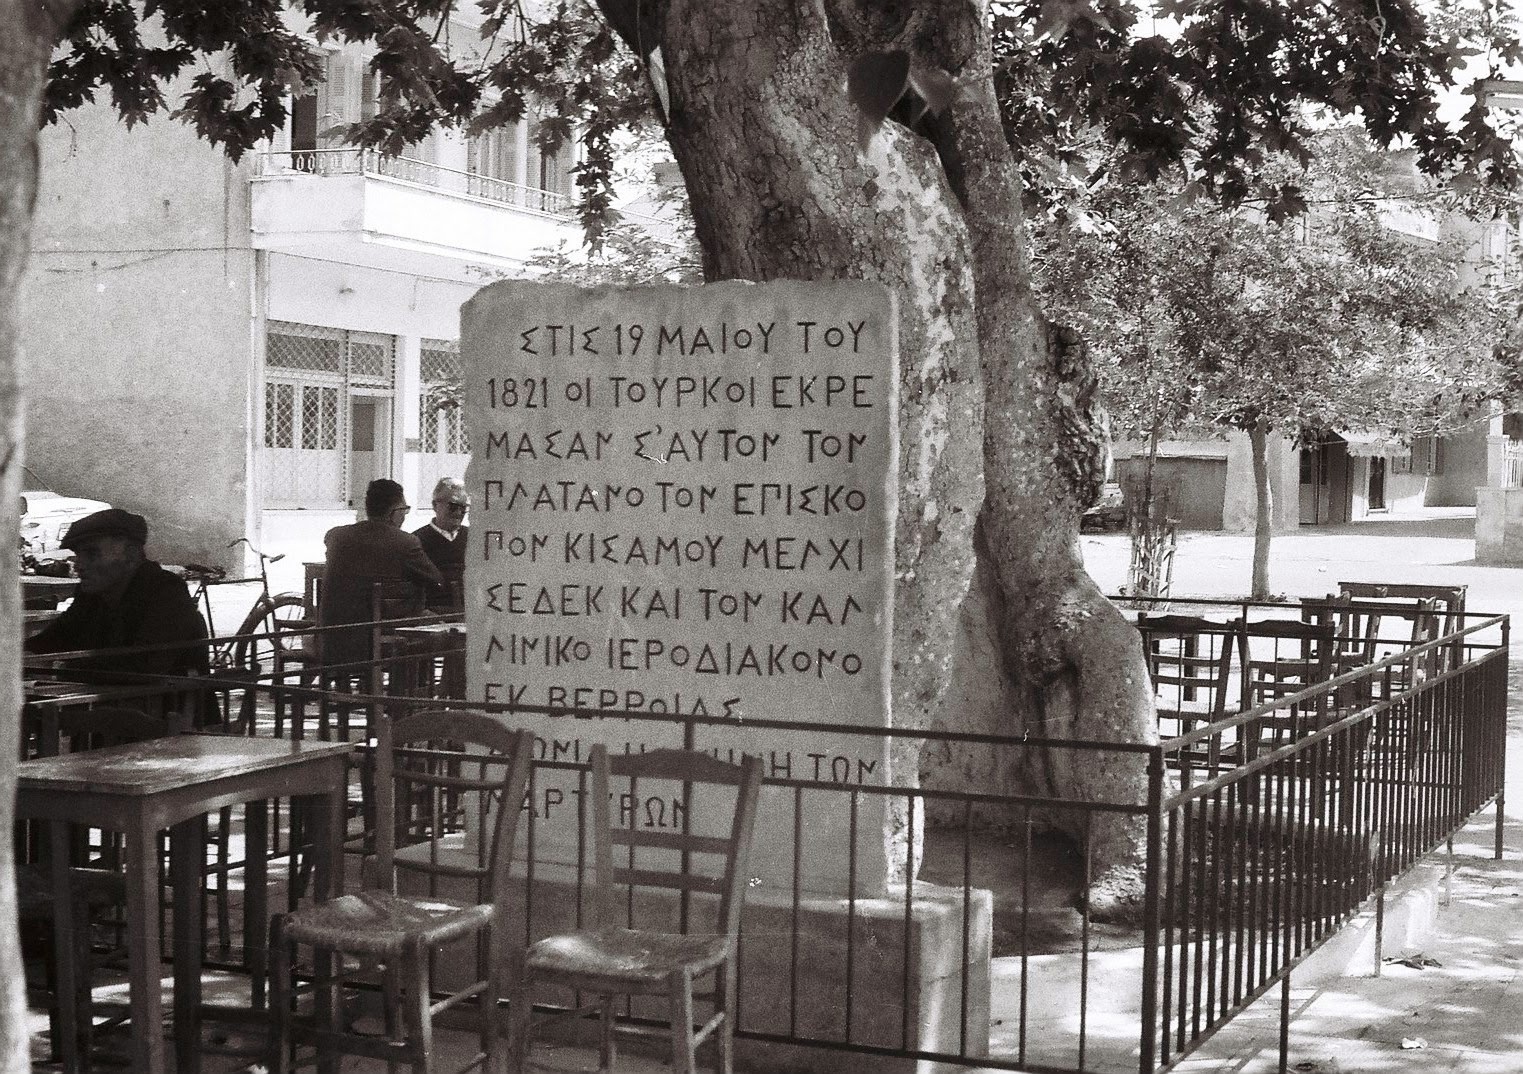 ΣΤΙΣ 19 ΜΑΙΟΥ ΤΟΥ
1821 ΟΙ ΤΟΥΡΚΟΙ ΕΚΡΕ
ΜΑΣΑΝ Σ'ΑΥΤΟΝ ΤΟΝ
ΠΛΑΤΑΝΟ ΤΟΝ ΕΠΙΣΚΟ
ΠΟΝ ΚΙΣΑΜΟΥ ΜΕΛΧΙ
ΣΕΔΕΚ ΚΑΙ ΤΟΝ ΚΑΛ
ΛΙΝΙΚΟ ΙΕΡΟΔΙΑΚΟΝΟ
ΕΚ ΒΕΡΡΟΙΑΣ
ΤΩΝ
ΜΑΡΤΥΡΩΝ